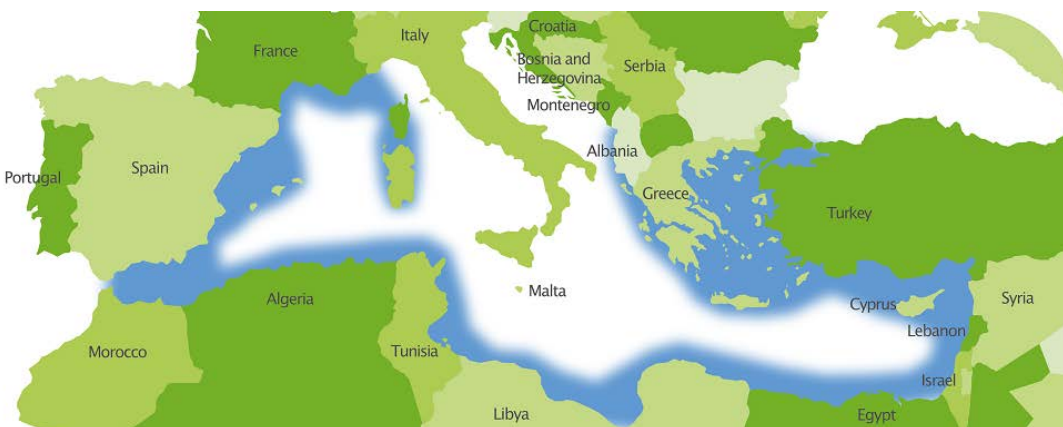 Croatia
Italy
France
Bosnia and
Herzegovina
Serbia
Montenegro
Albania
Spain
Portugal
Greece
Turkey
Malta
Algeria
Cyprus
Syria
Lebanon
Morocco
Tunisia
Israel
Libya
Egypt